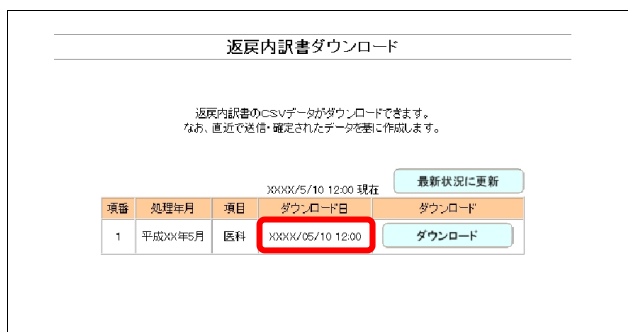 返戻内訳書ダウンロード
返戻内訳書のCSVデータがダウンロードできます。
なお、直近で送信・確定されたデータを基に作成します。
XXXX/5/10 12:00 現在 最新状況に更新
項番 処理年月 項目 ダウンロード日 ダウンロード
1 平成XX年5月 医科 XXXX/05/10 12:00 ダウンロード